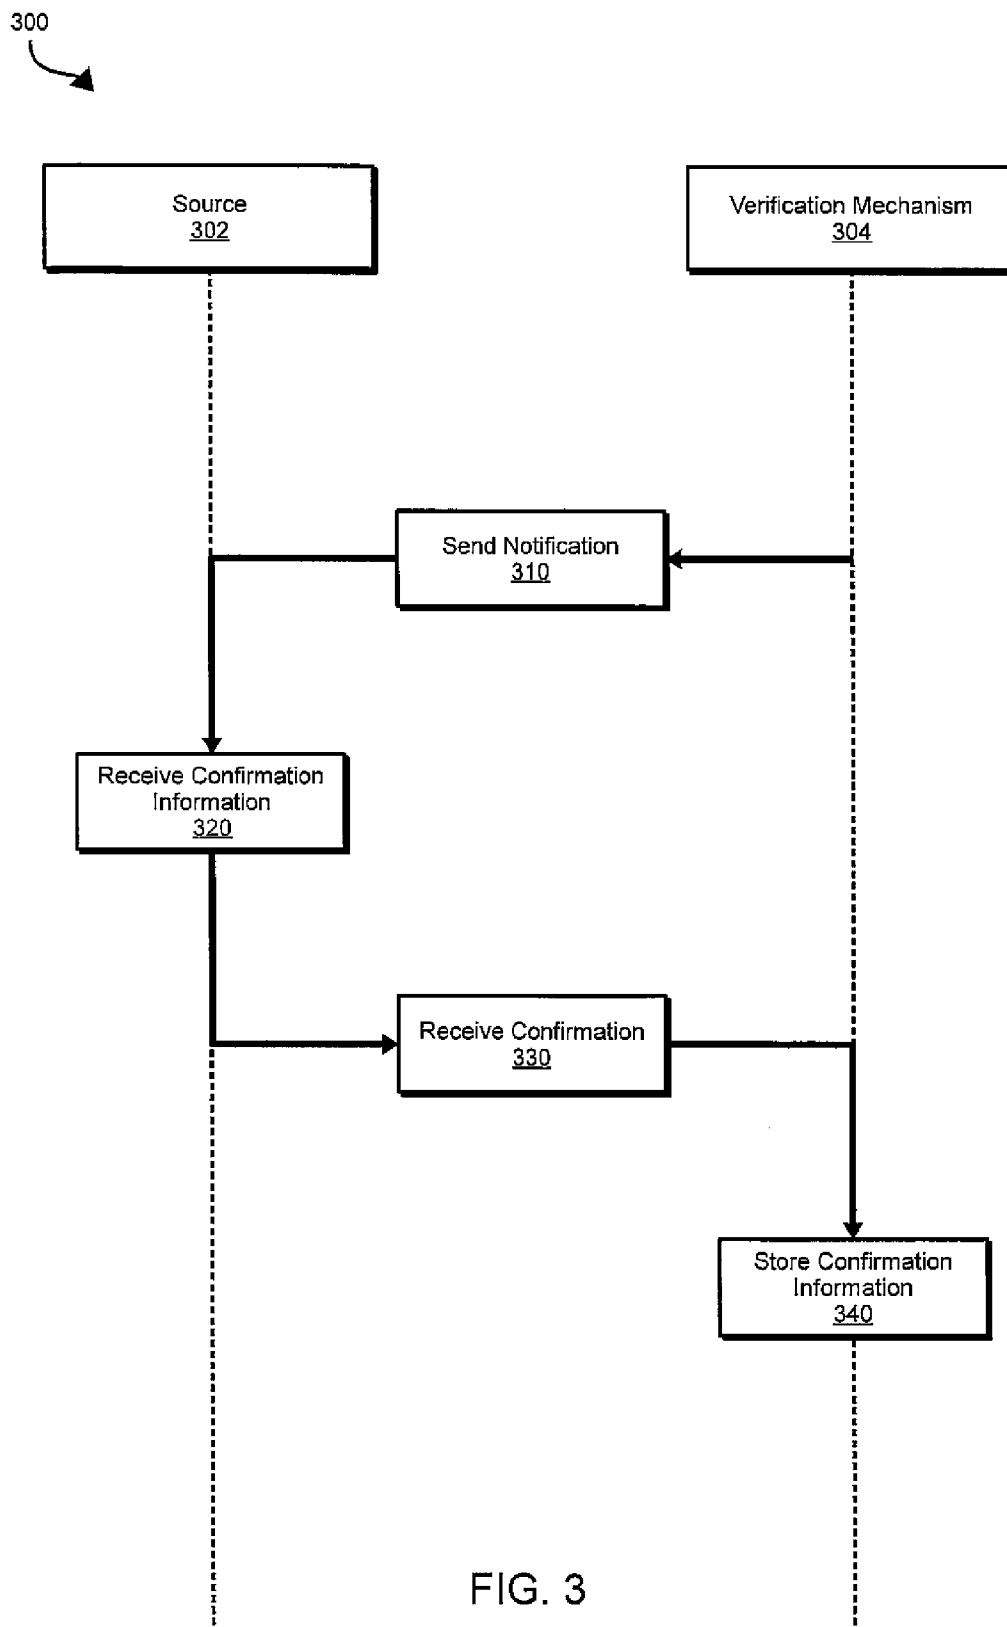 300
Source
302
Verification Mechanism
304
Send Notification
310
Receive Confirmation
Information
320
Receive Confirmation
330
Store Confirmation
Information
340
FIG. 3